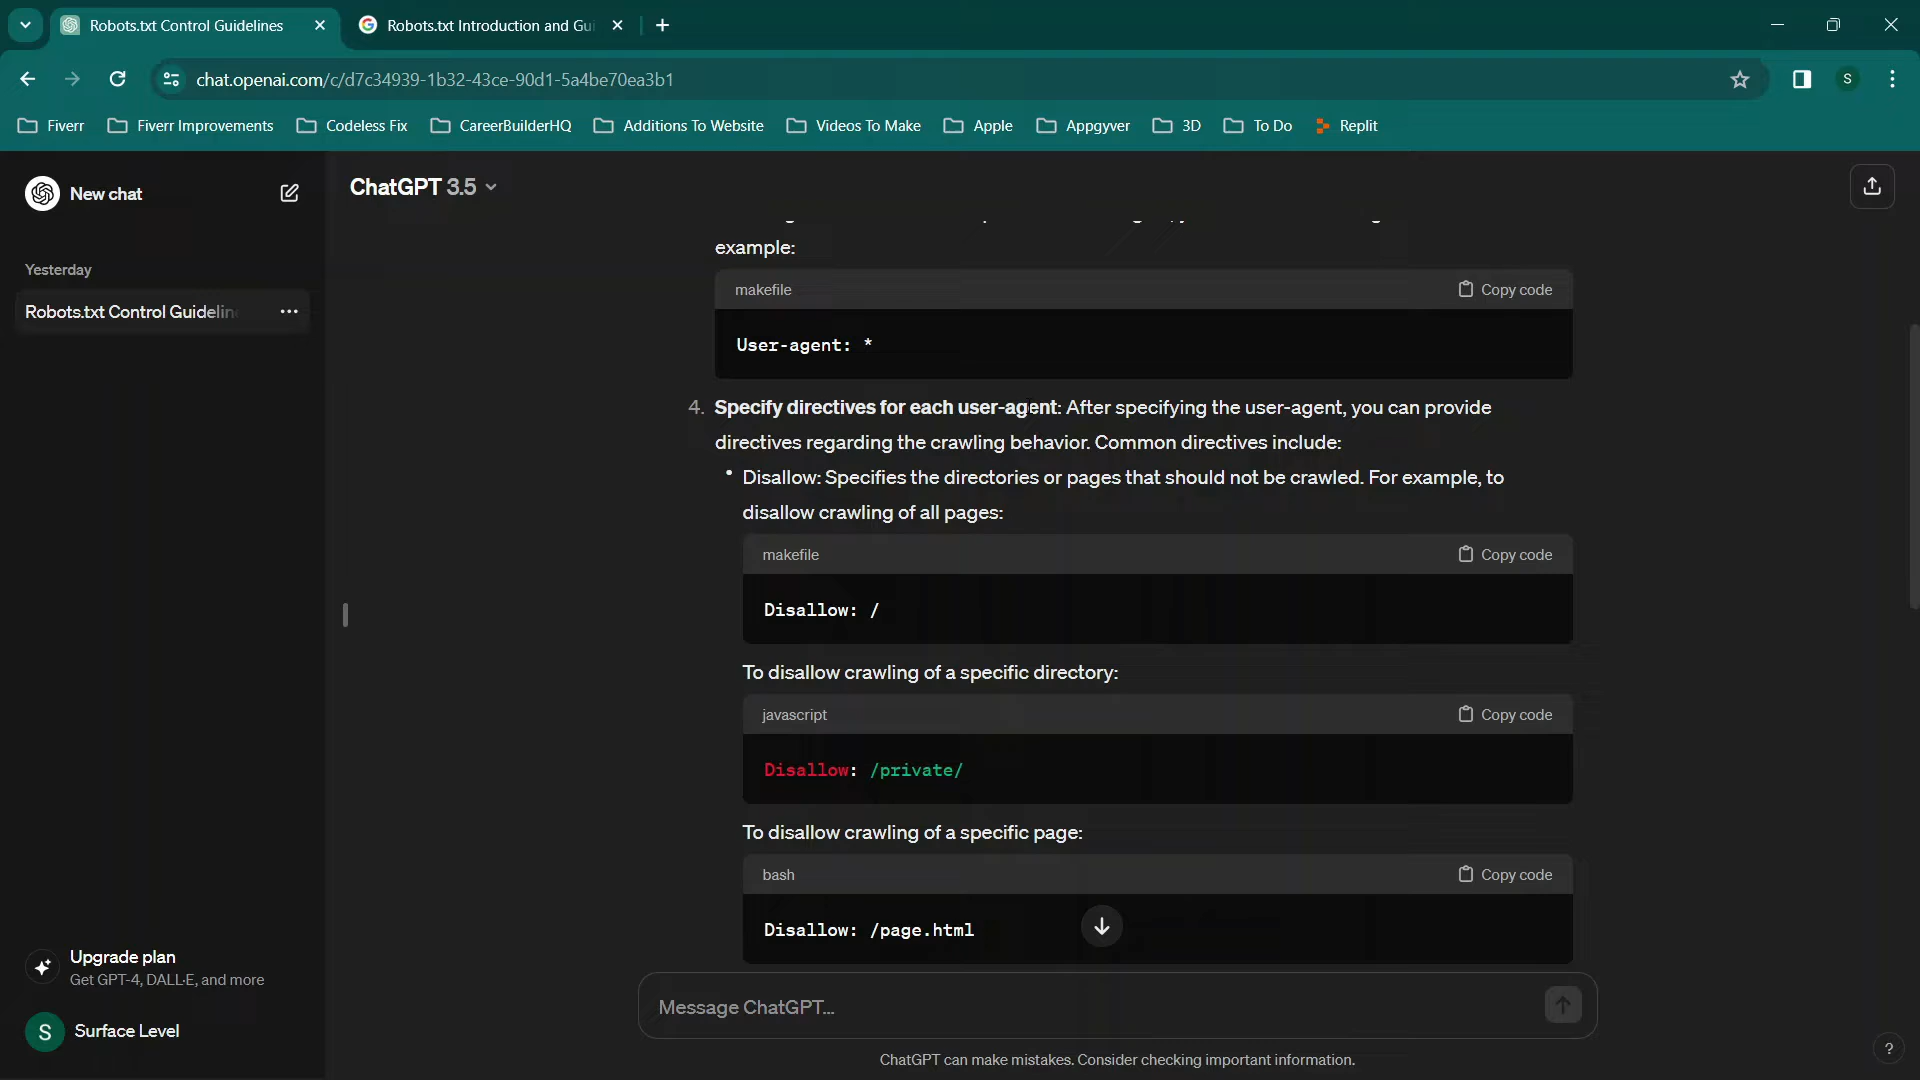 Robots.txt Control Guidelines
Robots.txt Introduction and Gui
chat.openai.com/c/d7c34939-1b32-43ce-90d1-5a4be70ea3b1
S
Fiverr
Fiverr Improvements
Codeless Fix
CareerBuilderHQ
Additions To Website
Videos To Make
Apple
Appgyver
3D
To Do
Replit
New chat
ChatGPT 3.5
Yesterday
Robots.txt Control Guidelin
example:
makefile
Copy code
User-agent: *
4. Specify directives for each user-agent: After specifying the user-agent, you can provide
directives regarding the crawling behavior. Common directives include:
• Disallow: Specifies the directories or pages that should not be crawled. For example, to
disallow crawling of all pages:
makefile
Copy code
Disallow: /
To disallow crawling of a specific directory:
javascript
Copy code
Disallow: /private/
To disallow crawling of a specific page:
bash
Copy code
Disallow: /page.html
Upgrade plan
Get GPT-4, DALL·E, and more
S
Surface Level
Message ChatGPT...
ChatGPT can make mistakes. Consider checking important information.
?